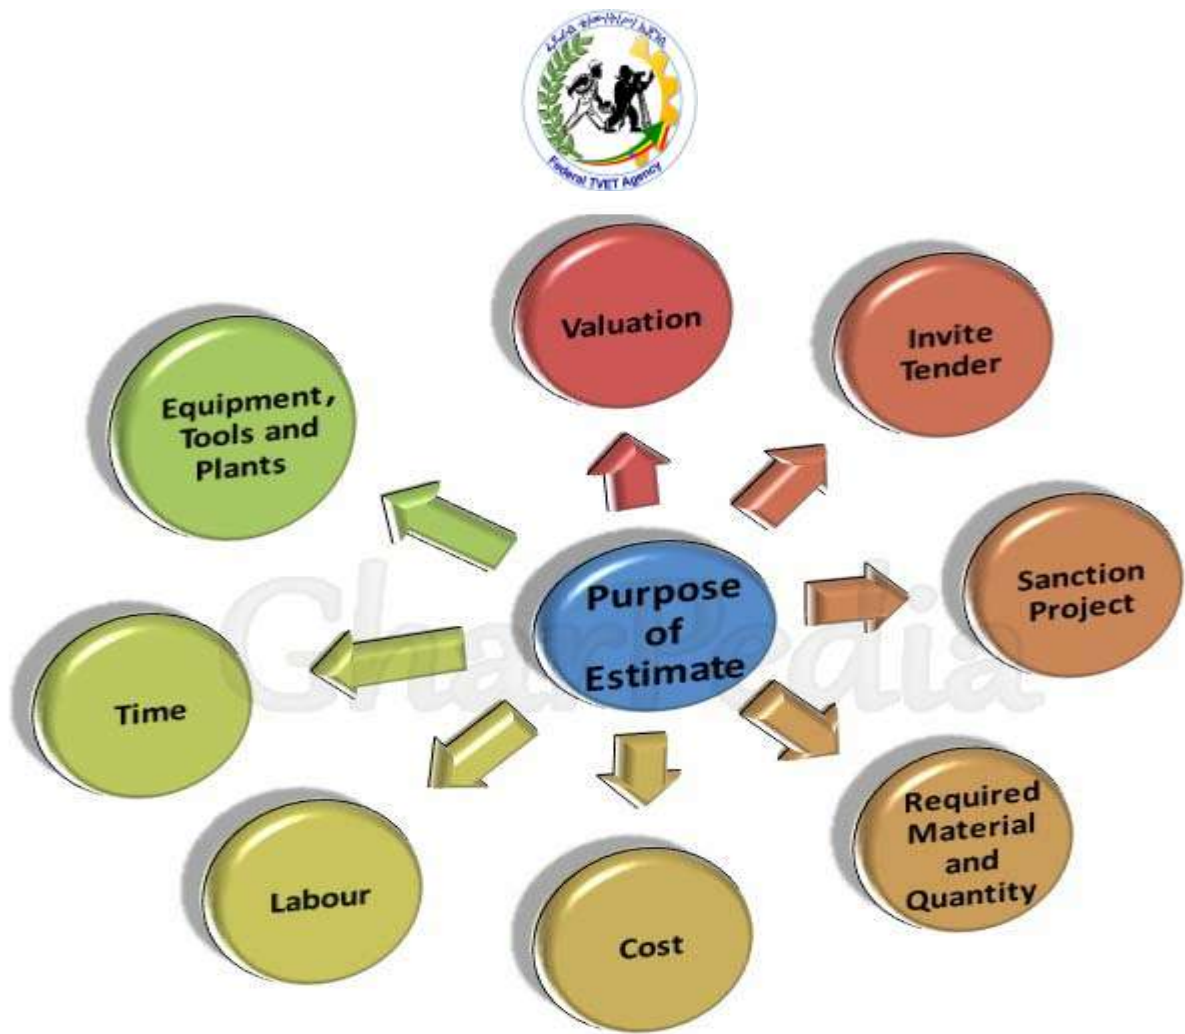 Federal TVET Agency
Valuation
Invite
Tender
Sanction
Project
Required
Material
and
Quantity
Cost
Labour
Time
Equipment,
Tools and
Plants
Purpose
of
Estimate
GharPedia